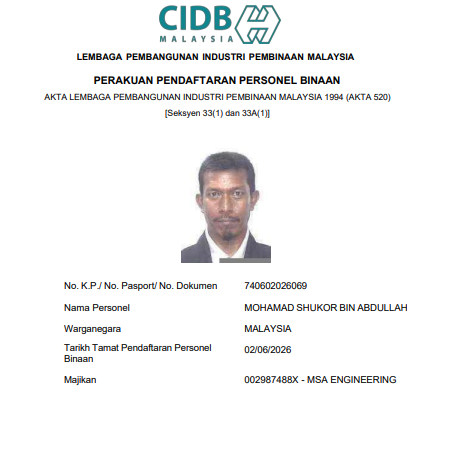 CIDB
MALAYSIA
LEMBAGA PEMBANGUNAN INDUSTRI PEMBINAAN MALAYSIA
PERAKUAN PENDAFTARAN PERSONEL BINAAN
AKTA LEMBAGA PEMBANGUNAN INDUSTRI PEMBINAAN MALAYSIA 1994 (AKTA 520)
[Seksyen 33(1) dan 33A(1)]
No. K.P./ No. Pasport/ No. Dokumen 740602026069
Nama Personel MOHAMAD SHUKOR BIN ABDULLAH
Warganegara MALAYSIA
Tarikh Tamat Pendaftaran Personel
Binaan 02/06/2026
Majikan 002987488X - MSA ENGINEERING